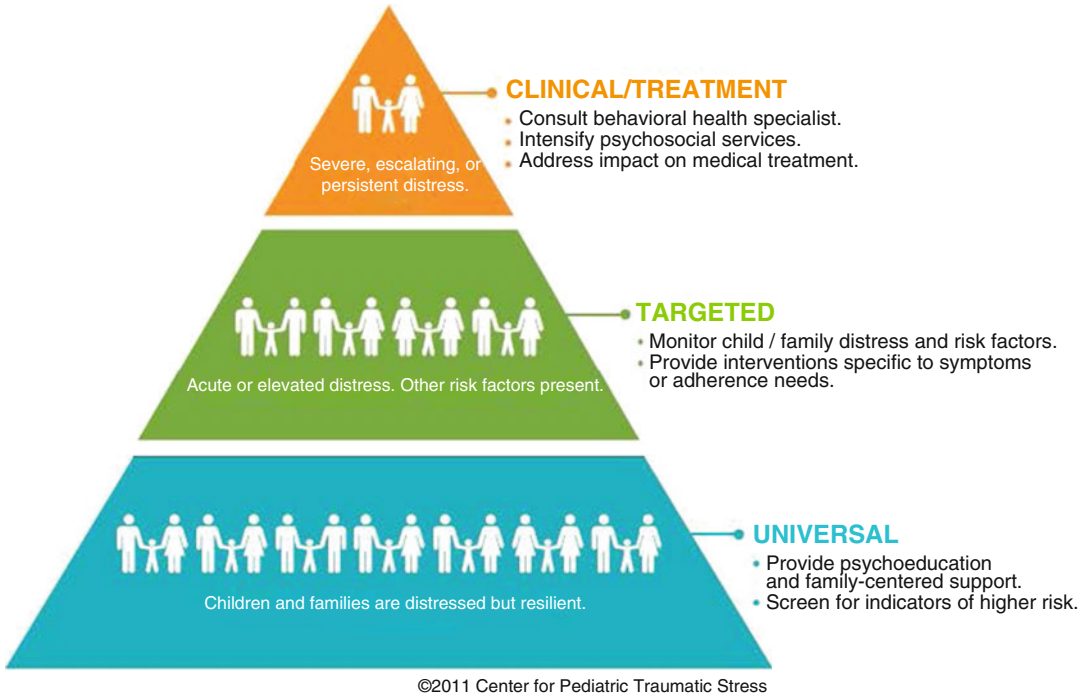 CLINICAL/TREATMENT
• Consult behavioral health specialist.
• Intensify psychosocial services.
• Address impact on medical treatment.
Severe, escalating, or
persistent distress.
TARGETED
• Monitor child / family distress and risk factors.
• Provide interventions specific to symptoms
or adherence needs.
Acute or elevated distress. Other risk factors present.
UNIVERSAL
• Provide psychoeducation
and family-centered support.
• Screen for indicators of higher risk.
Children and families are distressed but resilient.
©2011 Center for Pediatric Traumatic Stress